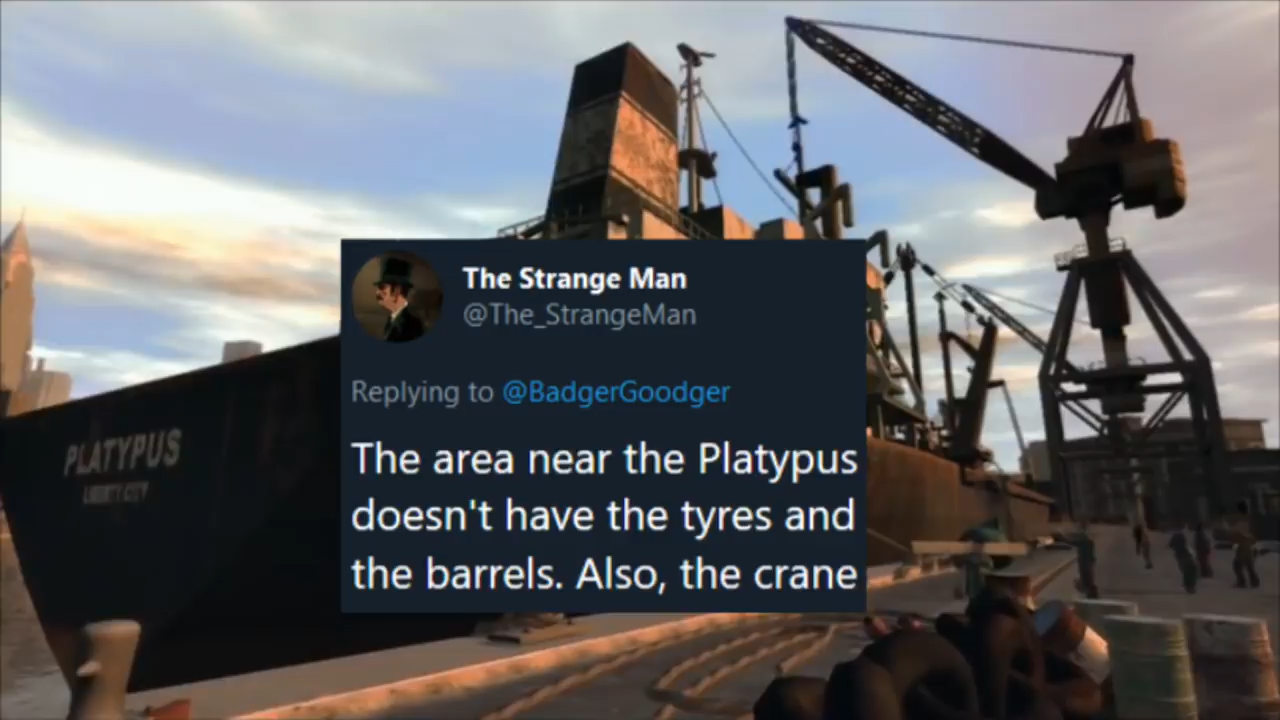 PLATYPUS
LIBERTY CITY
The Strange Man
@The_StrangeMan
Replying to @BadgerGoodger
The area near the Platypus
doesn't have the tyres and
the barrels. Also, the crane